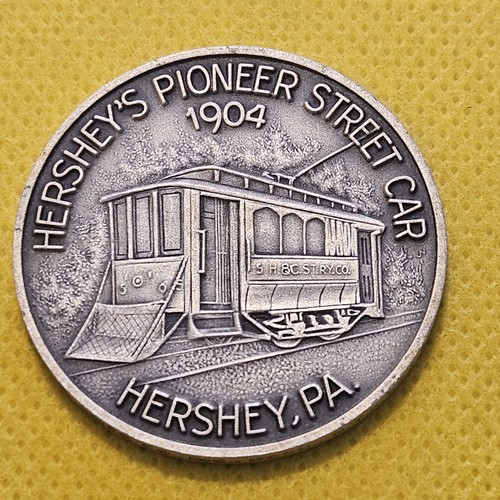 HERSHEY'S PIONEER STREET CAR
1904
S.H.&C.ST.RY.CO.
HERSHEY, PA.